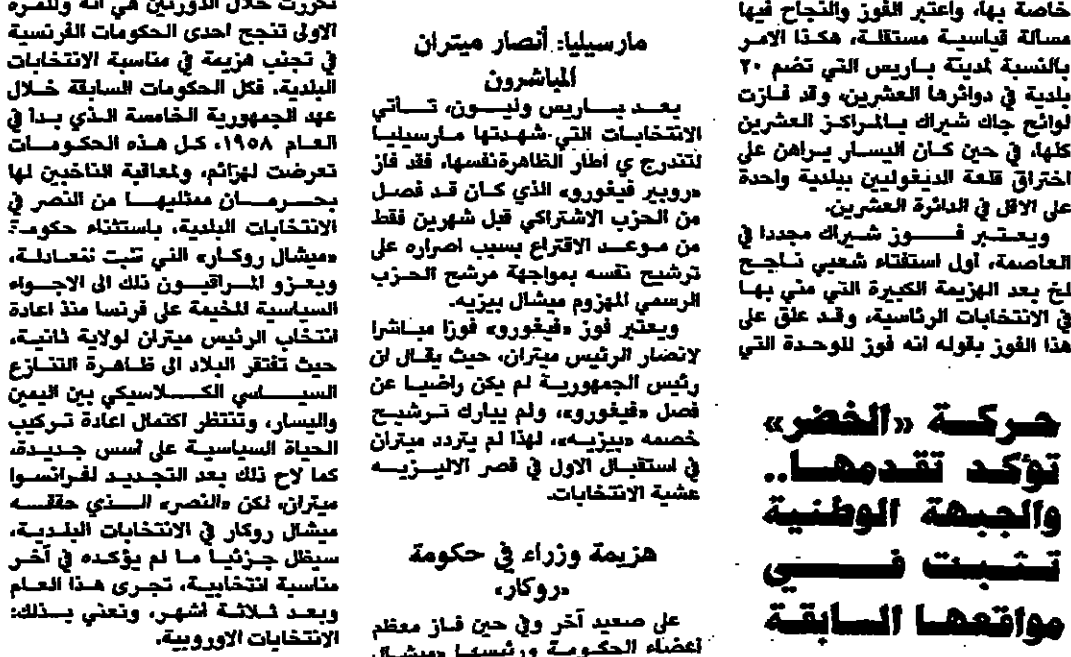 خاصة بها، واعتبر الفوز والنجاح فيها
مسألة قياسية مستقلة، هكذا الامر
بالنسبة لمدينة باريس التي تضم ٢٠
بلدية في دوائرها العشرين، وقد فازت
لوائح جاك شيراك بالمراكز العشرين
كلها، في حين كان اليسار يراهن على
اختراق قلعة الديغوليين ببلدية واحدة
على الاقل في الدائرة العشرين.
ويعتبر فوز شيراك مجددا في
العاصمة، أول استفتاء شعبي ناجح
لخ بعد الهزيمة الكبيرة التي مني بها
في الانتخابات الرئاسية، وقد علق على
هذا الفوز بقوله انه فوز للوحدة التي
حركة «الخضر»
تؤكد تقدمها..
والجبهة الوطنية
تثبت في
مواقعها السابقة
مارسيليا: أنصار ميتران
المباشرون
بعد باريس وليون، تأتي
الانتخابات التي شهدتها مارسيليا
لتندرج ي اطار الظاهرة نفسها، فقد فاز
«روبير فيغورو» الذي كان قد فصل
من الحزب الاشتراكي قبل شهرين فقط
من موعد الاقتراع بسبب اصراره على
ترشيح نفسه بمواجهة مرشح الحزب
الرسمي المهزوم ميشال بيزيه.
ويعتبر فوز «فيغورو» فوزا مباشرا
لانصار الرئيس ميتران، حيث يقال ان
رئيس الجمهورية لم يكن راضيا عن
فصل «فيغورو»، ولم يبارك ترشيح
خصمه «بيزيه»، لهذا لم يتردد ميتران
في استقبال الاول في قصر الاليزيه
عشية الانتخابات.
هزيمة وزراء في حكومة
«روكار»
على صعيد آخر وفي حين فاز معظم
أعضاء الحكومة ورئيسها «ميشال
تكررت خلال الدورتين هي انه وللمرة
الاولى تنجح احدى الحكومات الفرنسية
في تجنب هزيمة في مناسبة الانتخابات
البلدية. فكل الحكومات السابقة خلال
عهد الجمهورية الخامسة الذي بدأ في
العام ١٩٥٨، كل هذه الحكومات
تعرضت لهزائم، ولمعاقبة الناخبين لها
بحرمان ممثليها من النصر في
الانتخابات البلدية، باستثناء حكومة
«ميشال روكار» التي ثبت تعادلة،
ويعزو المراقبون ذلك الى الاجواء
السياسية المخيمة على فرنسا منذ اعادة
انتخاب الرئيس ميتران لولاية ثانية،
حيث تفتقر البلاد الى ظاهرة التنازع
السياسي الكلاسيكي بين اليمين
واليسار، وتنتظر اكتمال اعادة تركيب
الحياة السياسية على أسس جديدة،
كما لاح ذلك بعد التجديد لفرانسوا
ميتران، لكن «النصر» الذي حققه
ميشال روكار في الانتخابات البلدية،
سيظل جزئيا ما لم يؤكده في آخر
مناسبة انتخابية، تجرى هذا العام
وبعد ثلاثة اشهر، ونعني بذلك:
الانتخابات الاوروبية.